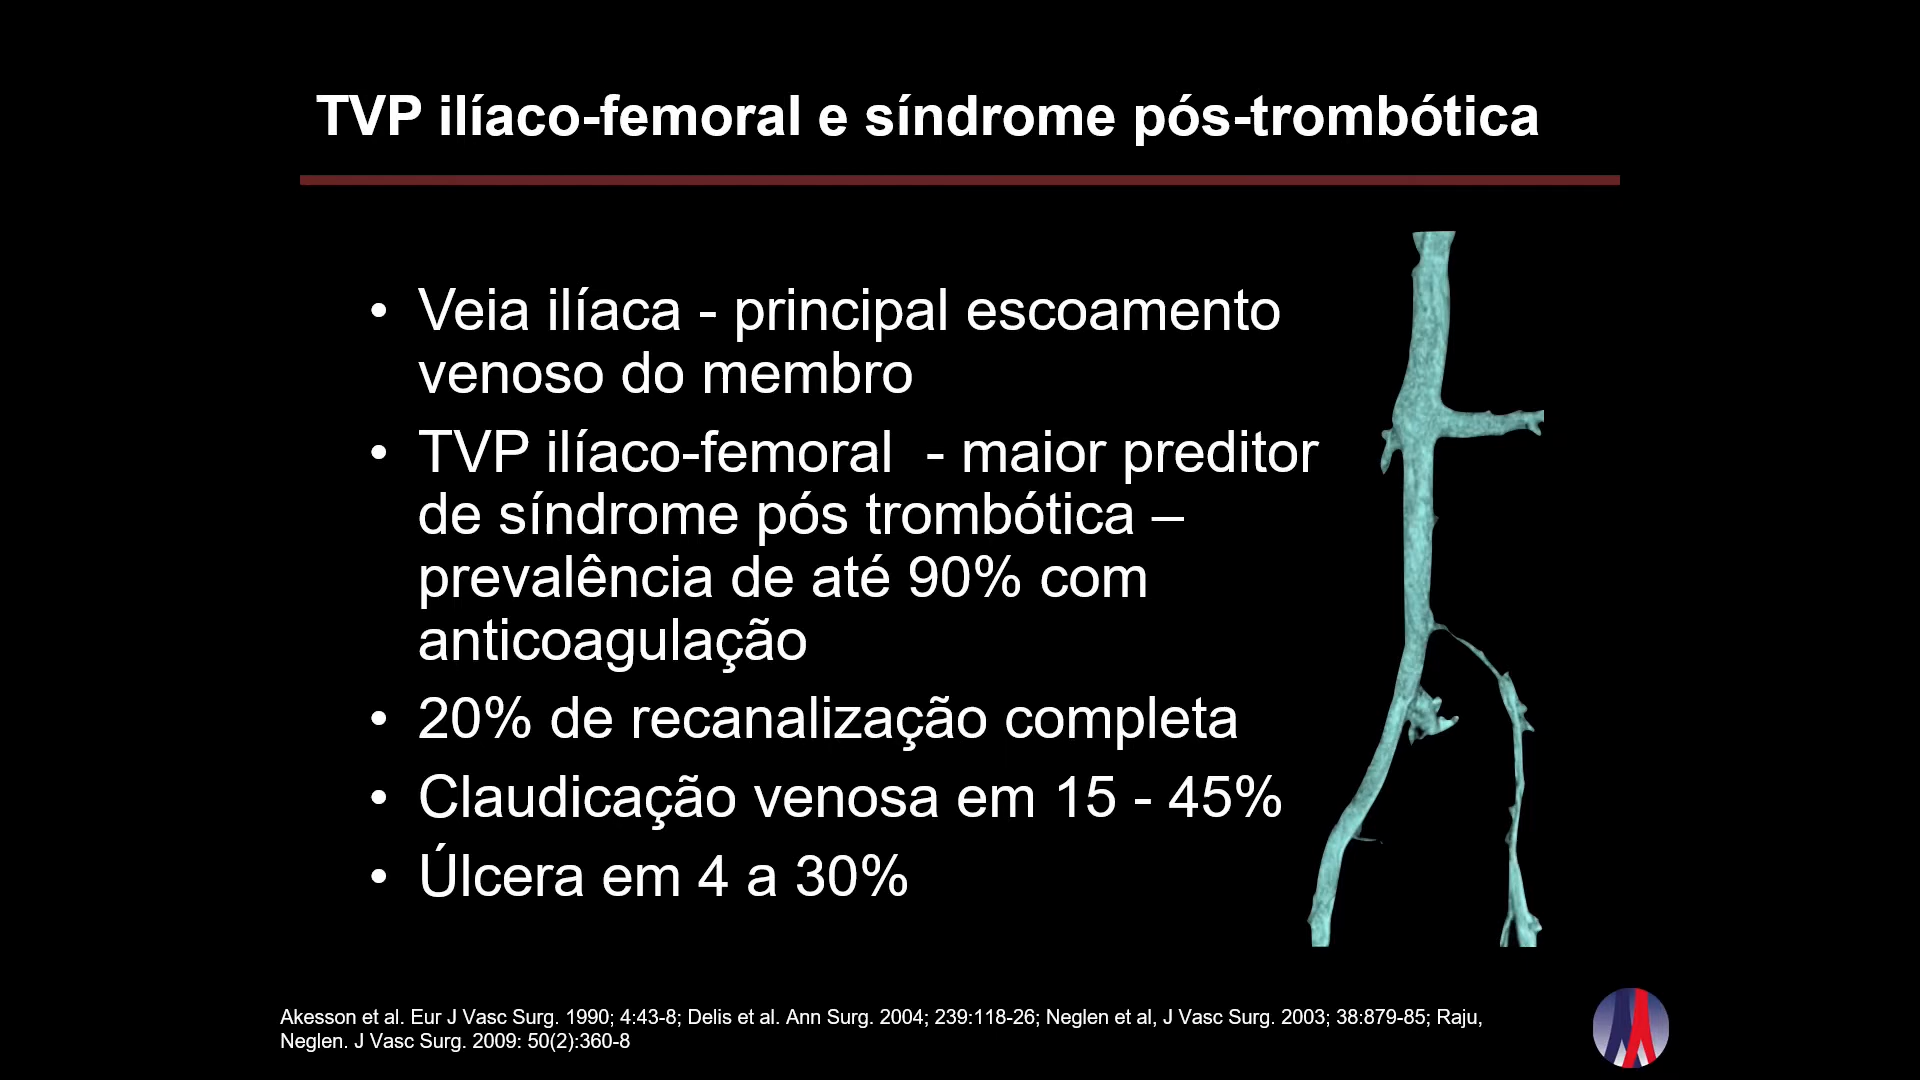 TVP ilíaco-femoral e síndrome pós-trombótica
• Veia ilíaca - principal escoamento
venoso do membro
• TVP ilíaco-femoral  - maior preditor
de síndrome pós trombótica –
prevalência de até 90% com
anticoagulação
• 20% de recanalização completa
• Claudicação venosa em 15 - 45%
• Úlcera em 4 a 30%
Akesson et al. Eur J Vasc Surg. 1990; 4:43-8; Delis et al. Ann Surg. 2004; 239:118-26; Neglen et al, J Vasc Surg. 2003; 38:879-85; Raju,
Neglen. J Vasc Surg. 2009: 50(2):360-8